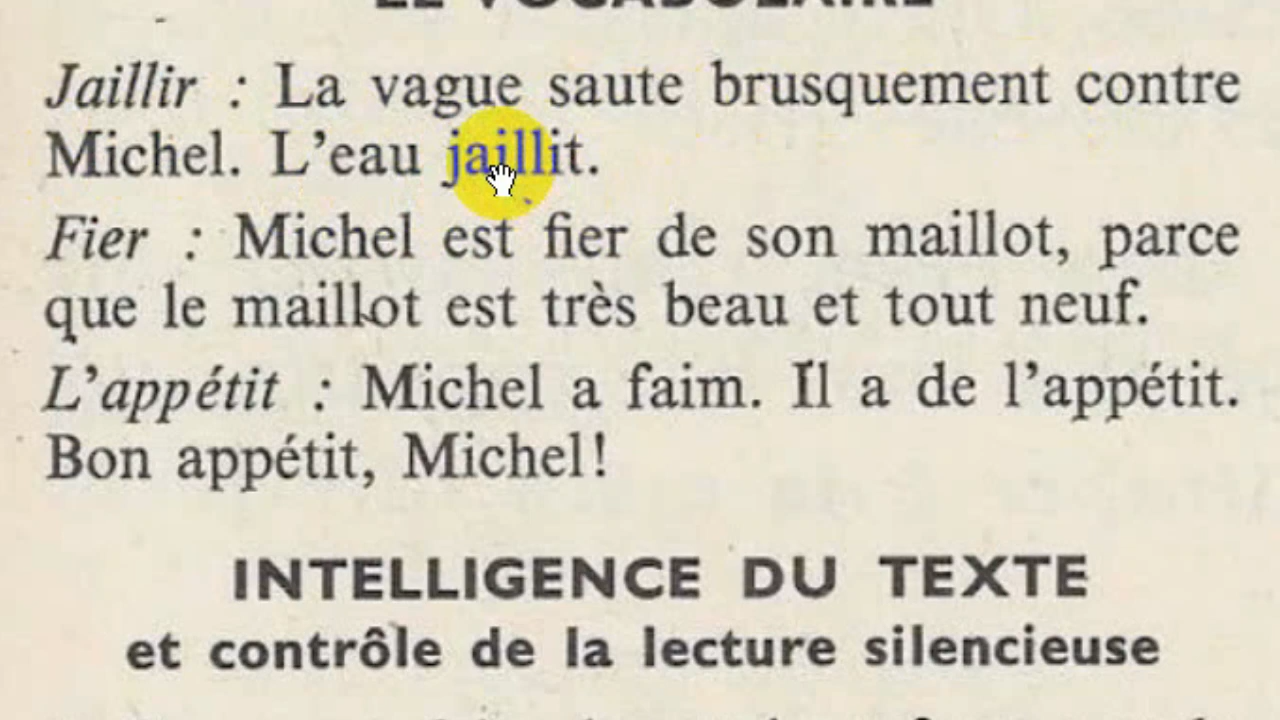 LE VOCABULAIRE
Jaillir : La vague saute brusquement contre
Michel. L'eau jaillit.
Fier : Michel est fier de son maillot, parce
que le maillot est très beau et tout neuf.
L'appétit : Michel a faim. Il a de l'appétit.
Bon appétit, Michel!
INTELLIGENCE DU TEXTE
et contrôle de la lecture silencieuse